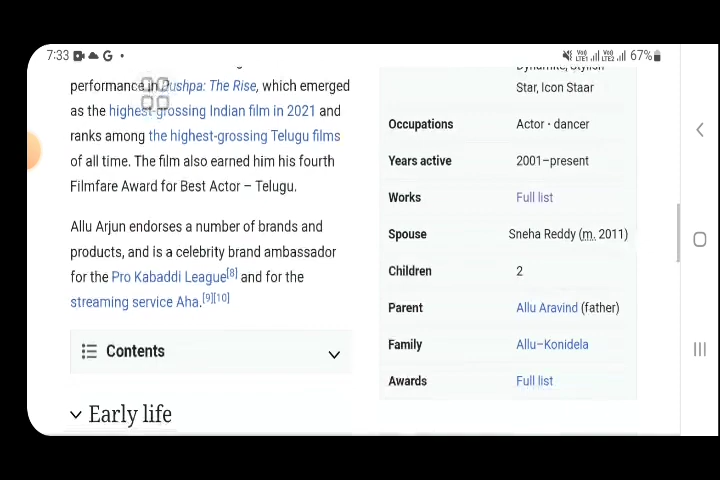 7:33
67%
performance in Pushpa: The Rise, which emerged
as the highest-grossing Indian film in 2021 and
ranks among the highest-grossing Telugu films
of all time. The film also earned him his fourth
Filmfare Award for Best Actor – Telugu.
Allu Arjun endorses a number of brands and
products, and is a celebrity brand ambassador
for the Pro Kabaddi League[8] and for the
streaming service Aha.[9][10]
Contents
Early life
Dynamite, Stylish
Star, Icon Staar
Occupations Actor · dancer
Years active 2001–present
Works Full list
Spouse Sneha Reddy (m. 2011)
Children 2
Parent Allu Aravind (father)
Family Allu–Konidela
Awards Full list